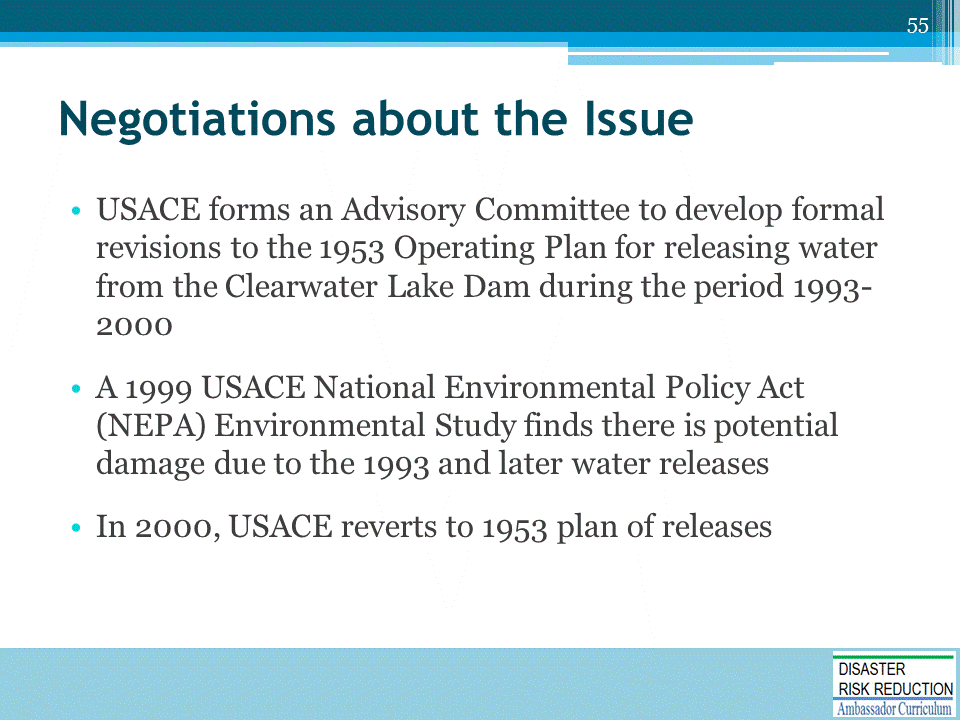 55
Negotiations about the Issue
• USACE forms an Advisory Committee to develop formal
revisions to the 1953 Operating Plan for releasing water
from the Clearwater Lake Dam during the period 1993-
2000
• A 1999 USACE National Environmental Policy Act
(NEPA) Environmental Study finds there is potential
damage due to the 1993 and later water releases
• In 2000, USACE reverts to 1953 plan of releases
DISASTER
RISK REDUCTION
Ambassador Curriculum